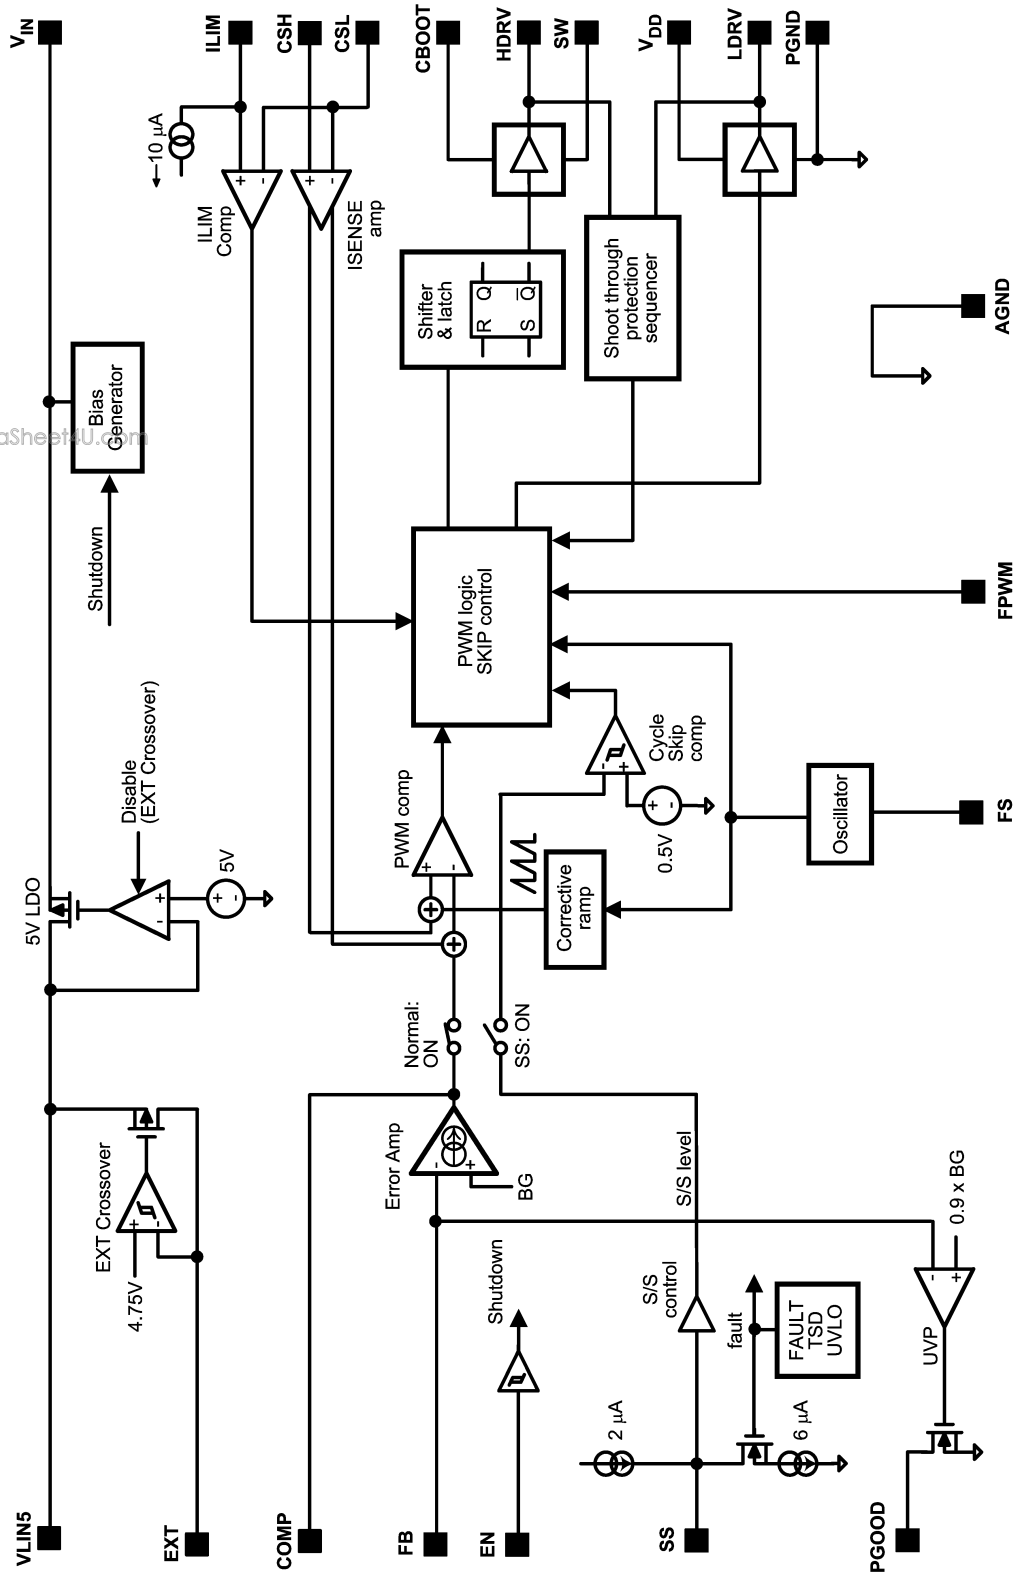 VIN
ILIM
CSH
CSL
CBOOT
HDRV
SW
VDD
LDRV
PGND
10 µA
+
-
+
-
ILIM
Comp
ISENSE
amp
Shifter
& latch
R Q
S Q̅
Shoot through
protection
sequencer
AGND
Bias
Generator
aSheet4U.com
Shutdown
PWM logic
SKIP control
FPWM
Disable
(EXT Crossover)
5V LDO
+
-
+
-
5V
PWM comp
+
-
+
+
Cycle
Skip
comp
-
+
+
-
0.5V
Corrective
ramp
Oscillator
FS
Normal:
ON
SS: ON
EXT Crossover
+
-
4.75V
Error Amp
-
+
BG
S/S level
Shutdown
S/S
control
fault
FAULT
TSD
UVLO
0.9 x BG
-
+
UVP
2 µA
6 µA
VLIN5
EXT
COMP
FB
EN
SS
PGOOD